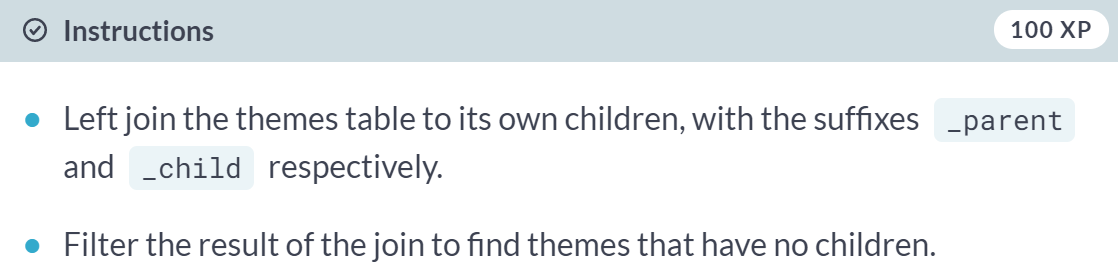 Instructions
100 XP
Left join the themes table to its own children, with the suffixes _parent
and _child respectively.
Filter the result of the join to find themes that have no children.